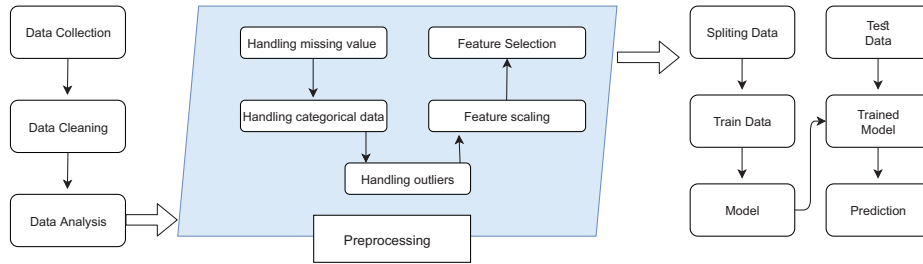 Data Collection
Data Cleaning
Data Analysis
Handling missing value
Handling categorical data
Handling outliers
Feature scaling
Feature Selection
Preprocessing
Spliting Data
Train Data
Model
Test
Data
Trained
Model
Prediction